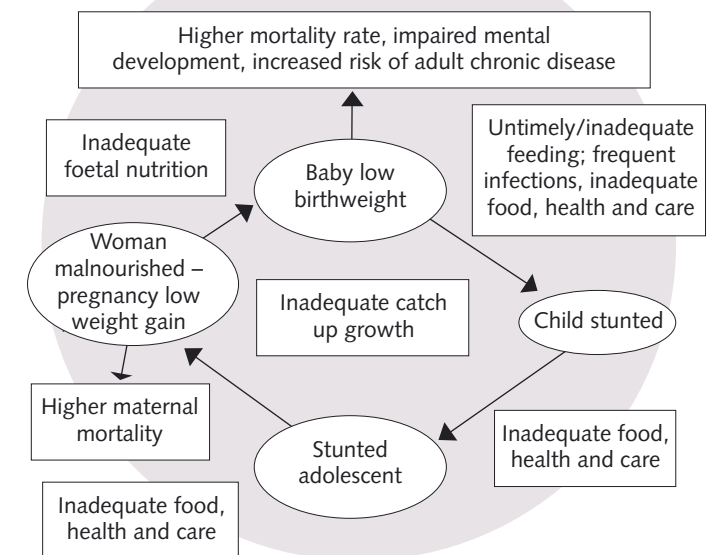 Higher mortality rate, impaired mental
development, increased risk of adult chronic disease
Inadequate
foetal nutrition
Baby low
birthweight
Untimely/inadequate
feeding; frequent
infections, inadequate
food, health and care
Woman
malnourished –
pregnancy low
weight gain
Inadequate catch
up growth
Child stunted
Higher maternal
mortality
Stunted
adolescent
Inadequate food,
health and care
Inadequate food,
health and care